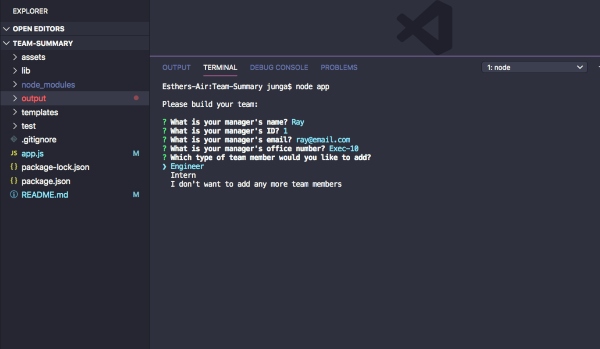 EXPLORER
OPEN EDITORS
TEAM-SUMMARY
assets
lib
node_modules
output
templates
test
.gitignore
JS app.js M
{} package-lock.json
{} package.json
README.md M
OUTPUT TERMINAL DEBUG CONSOLE PROBLEMS 1: node
Esthers-Air:Team-Summary junga$ node app
Please build your team:
? What is your manager's name? Ray
? What is your manager's ID? 1
? What is your manager's email? ray@email.com
? What is your manager's office number? Exec-10
? Which type of team member would you like to add?
❯ Engineer
Intern
I don't want to add any more team members